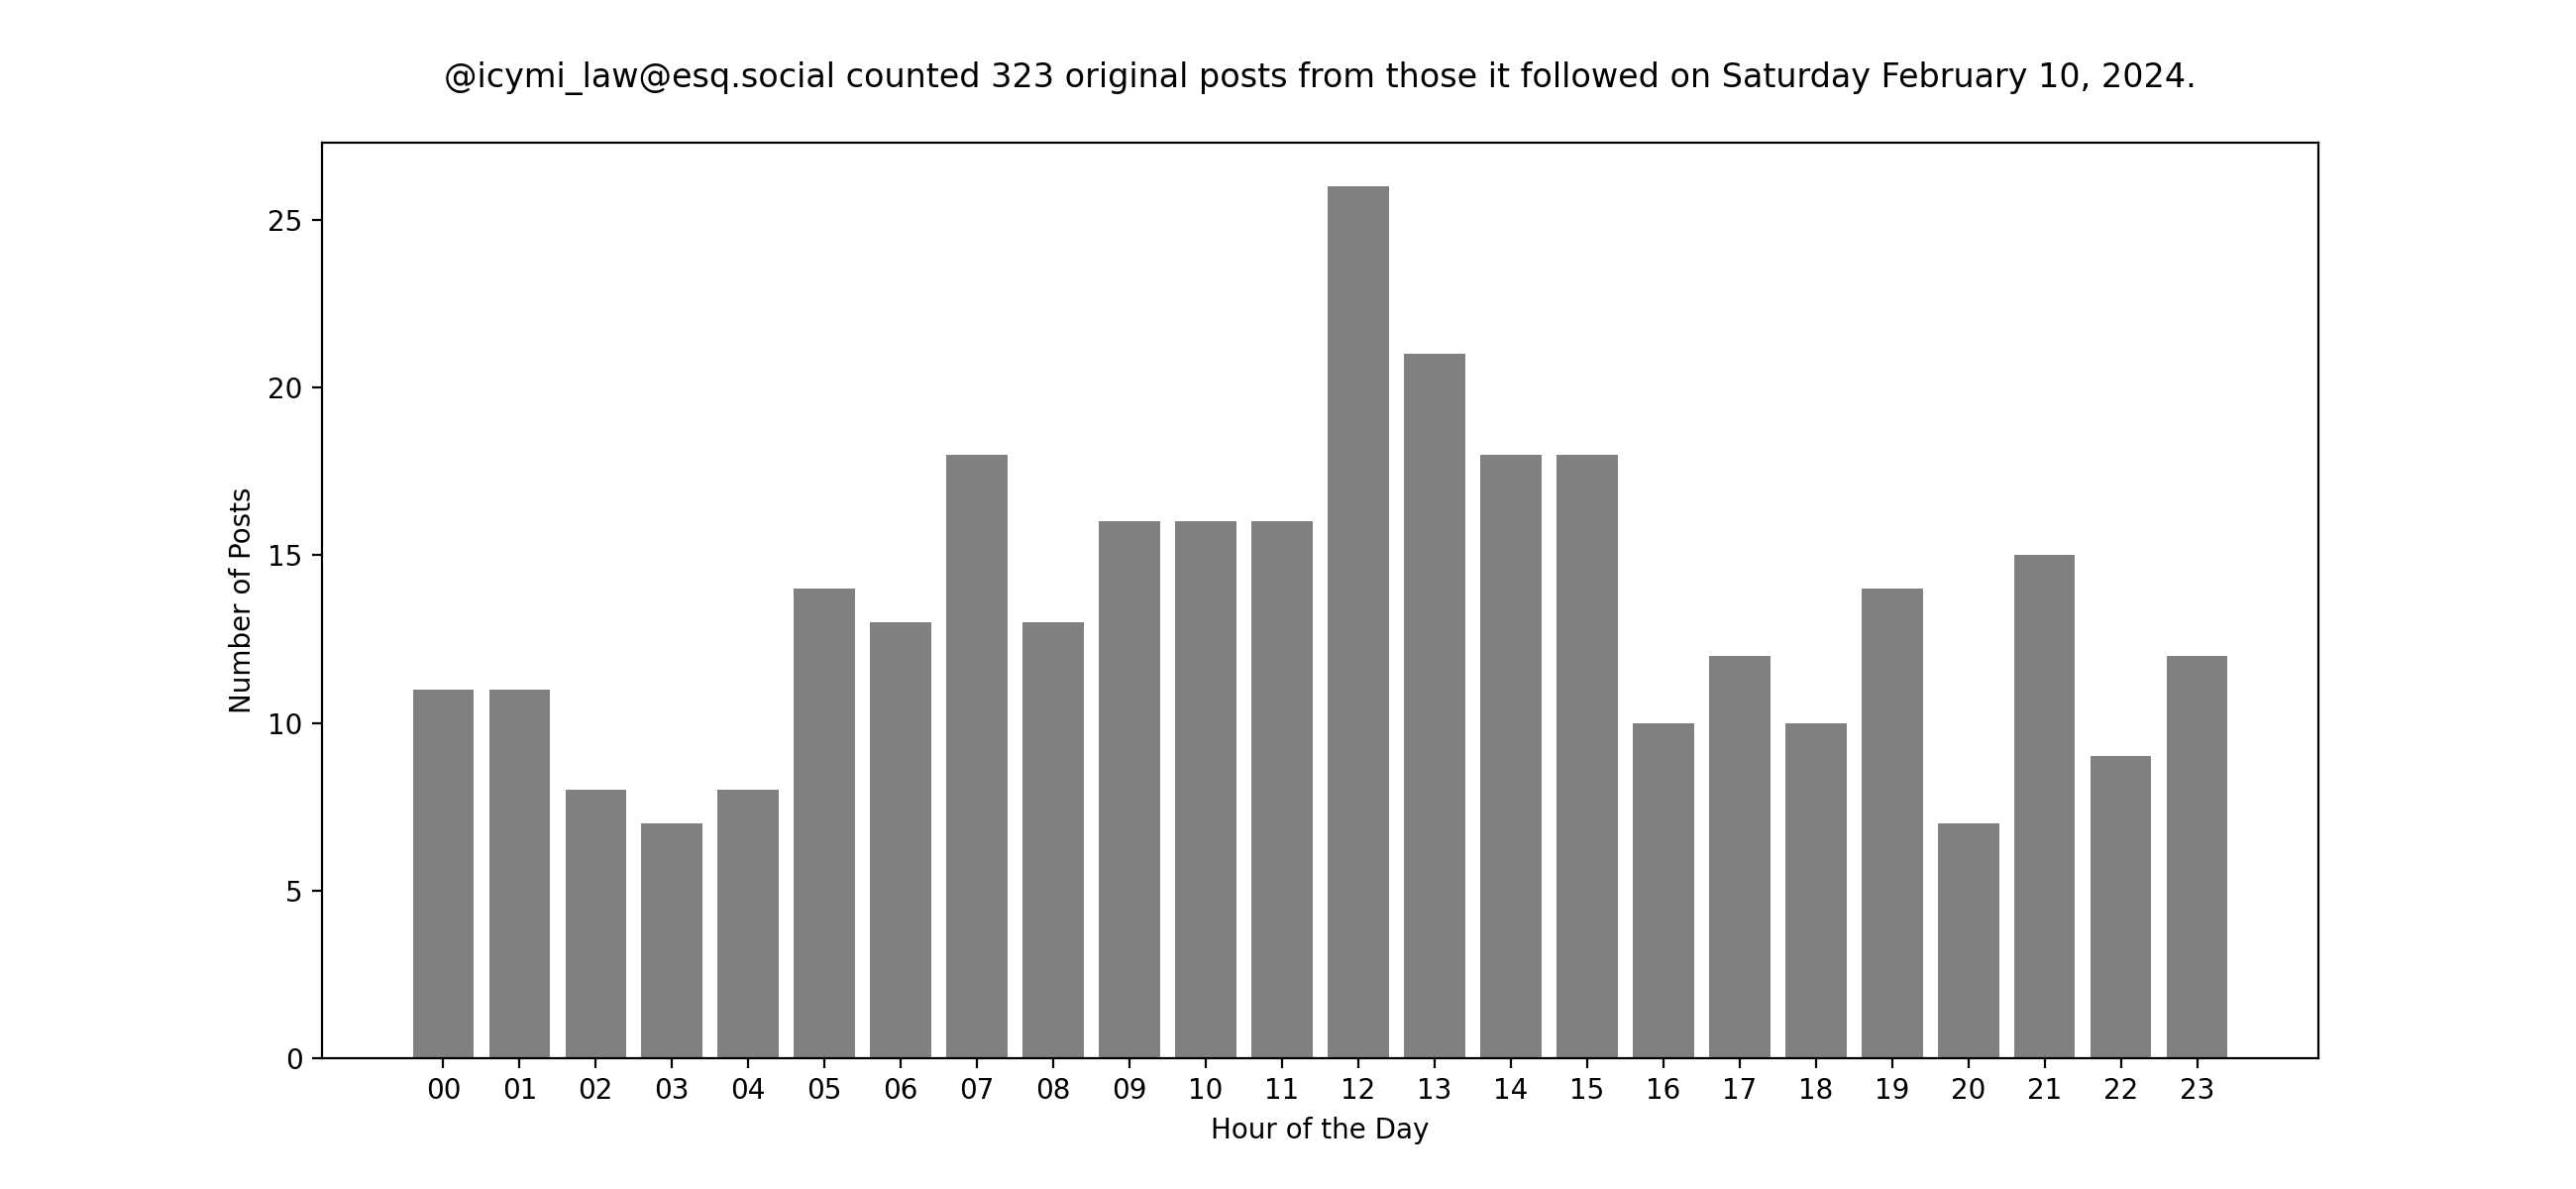 @icymi_law@esq.social counted 323 original posts from those it followed on Saturday February 10, 2024.
Number of Posts
25
20
15
10
5
0
00 01 02 03 04 05 06 07 08 09 10 11 12 13 14 15 16 17 18 19 20 21 22 23
Hour of the Day